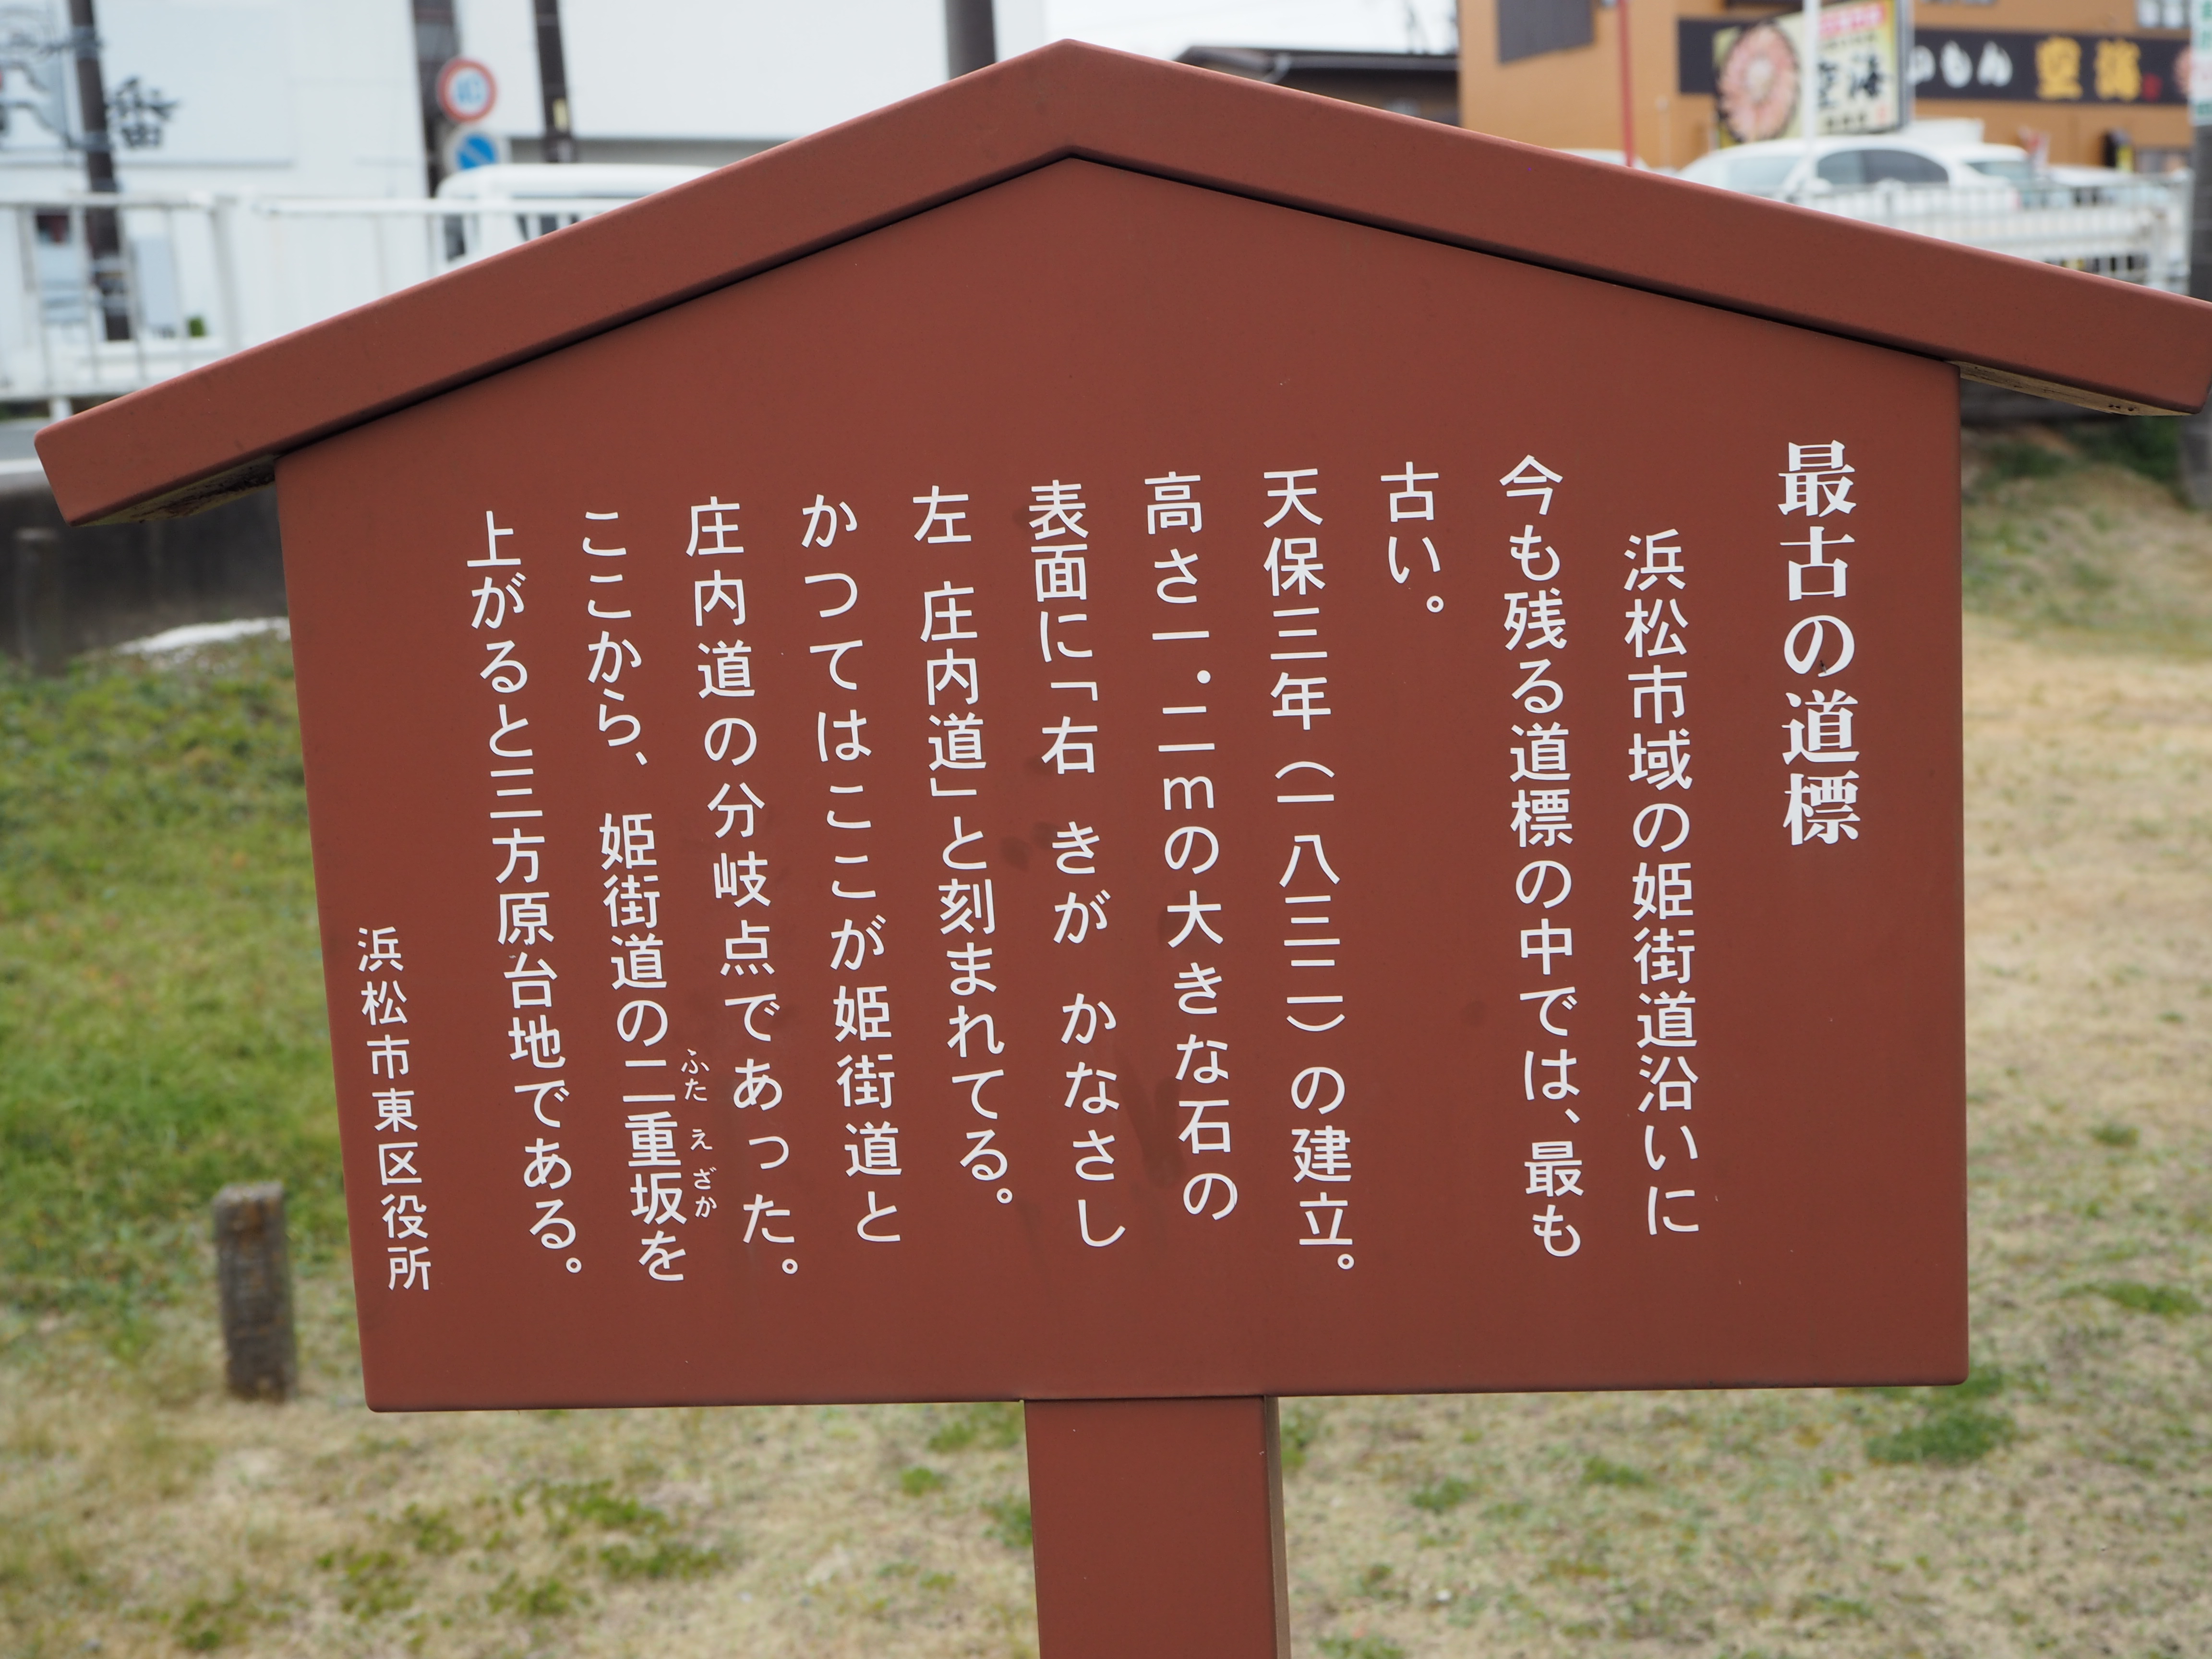 最古の道標
浜松市域の姫街道沿いに
今も残る道標の中では、最も
古い。
天保三年(一八三二)の建立。
高さ一・二mの大きな石の
表面に「右 きが かなさし
左 庄内道」と刻まれてる。
かつてはここが姫街道と
庄内道の分岐点であった。
ここから、姫街道の二重坂を
ふた え ざか
上がると三方原台地である。
浜松市東区役所
空海
40